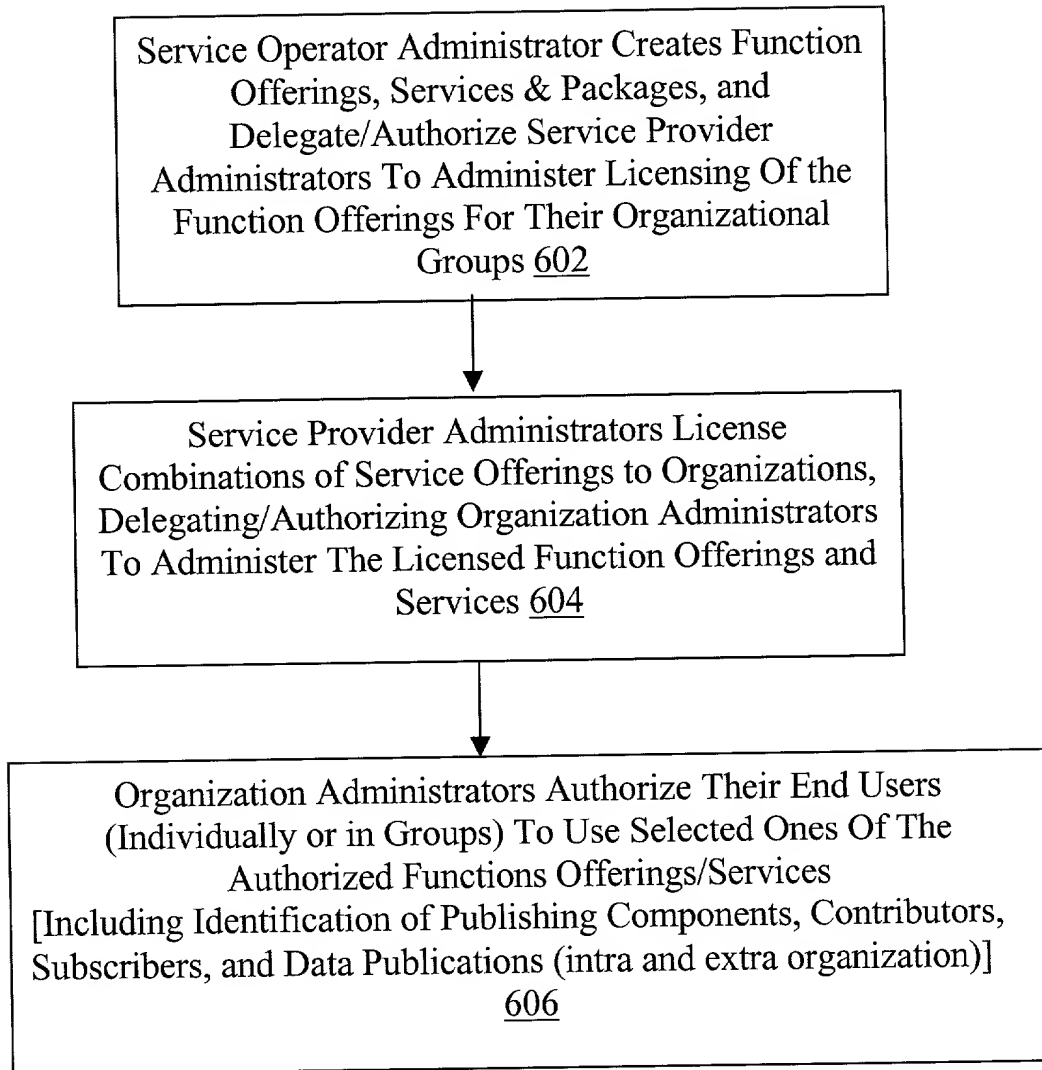 Service Operator Administrator Creates Function
Offerings, Services & Packages, and
Delegate/Authorize Service Provider
Administrators To Administer Licensing Of the
Function Offerings For Their Organizational
Groups 602
Service Provider Administrators License
Combinations of Service Offerings to Organizations,
Delegating/Authorizing Organization Administrators
To Administer The Licensed Function Offerings and
Services 604
Organization Administrators Authorize Their End Users
(Individually or in Groups) To Use Selected Ones Of The
Authorized Functions Offerings/Services
[Including Identification of Publishing Components, Contributors,
Subscribers, and Data Publications (intra and extra organization)]
606